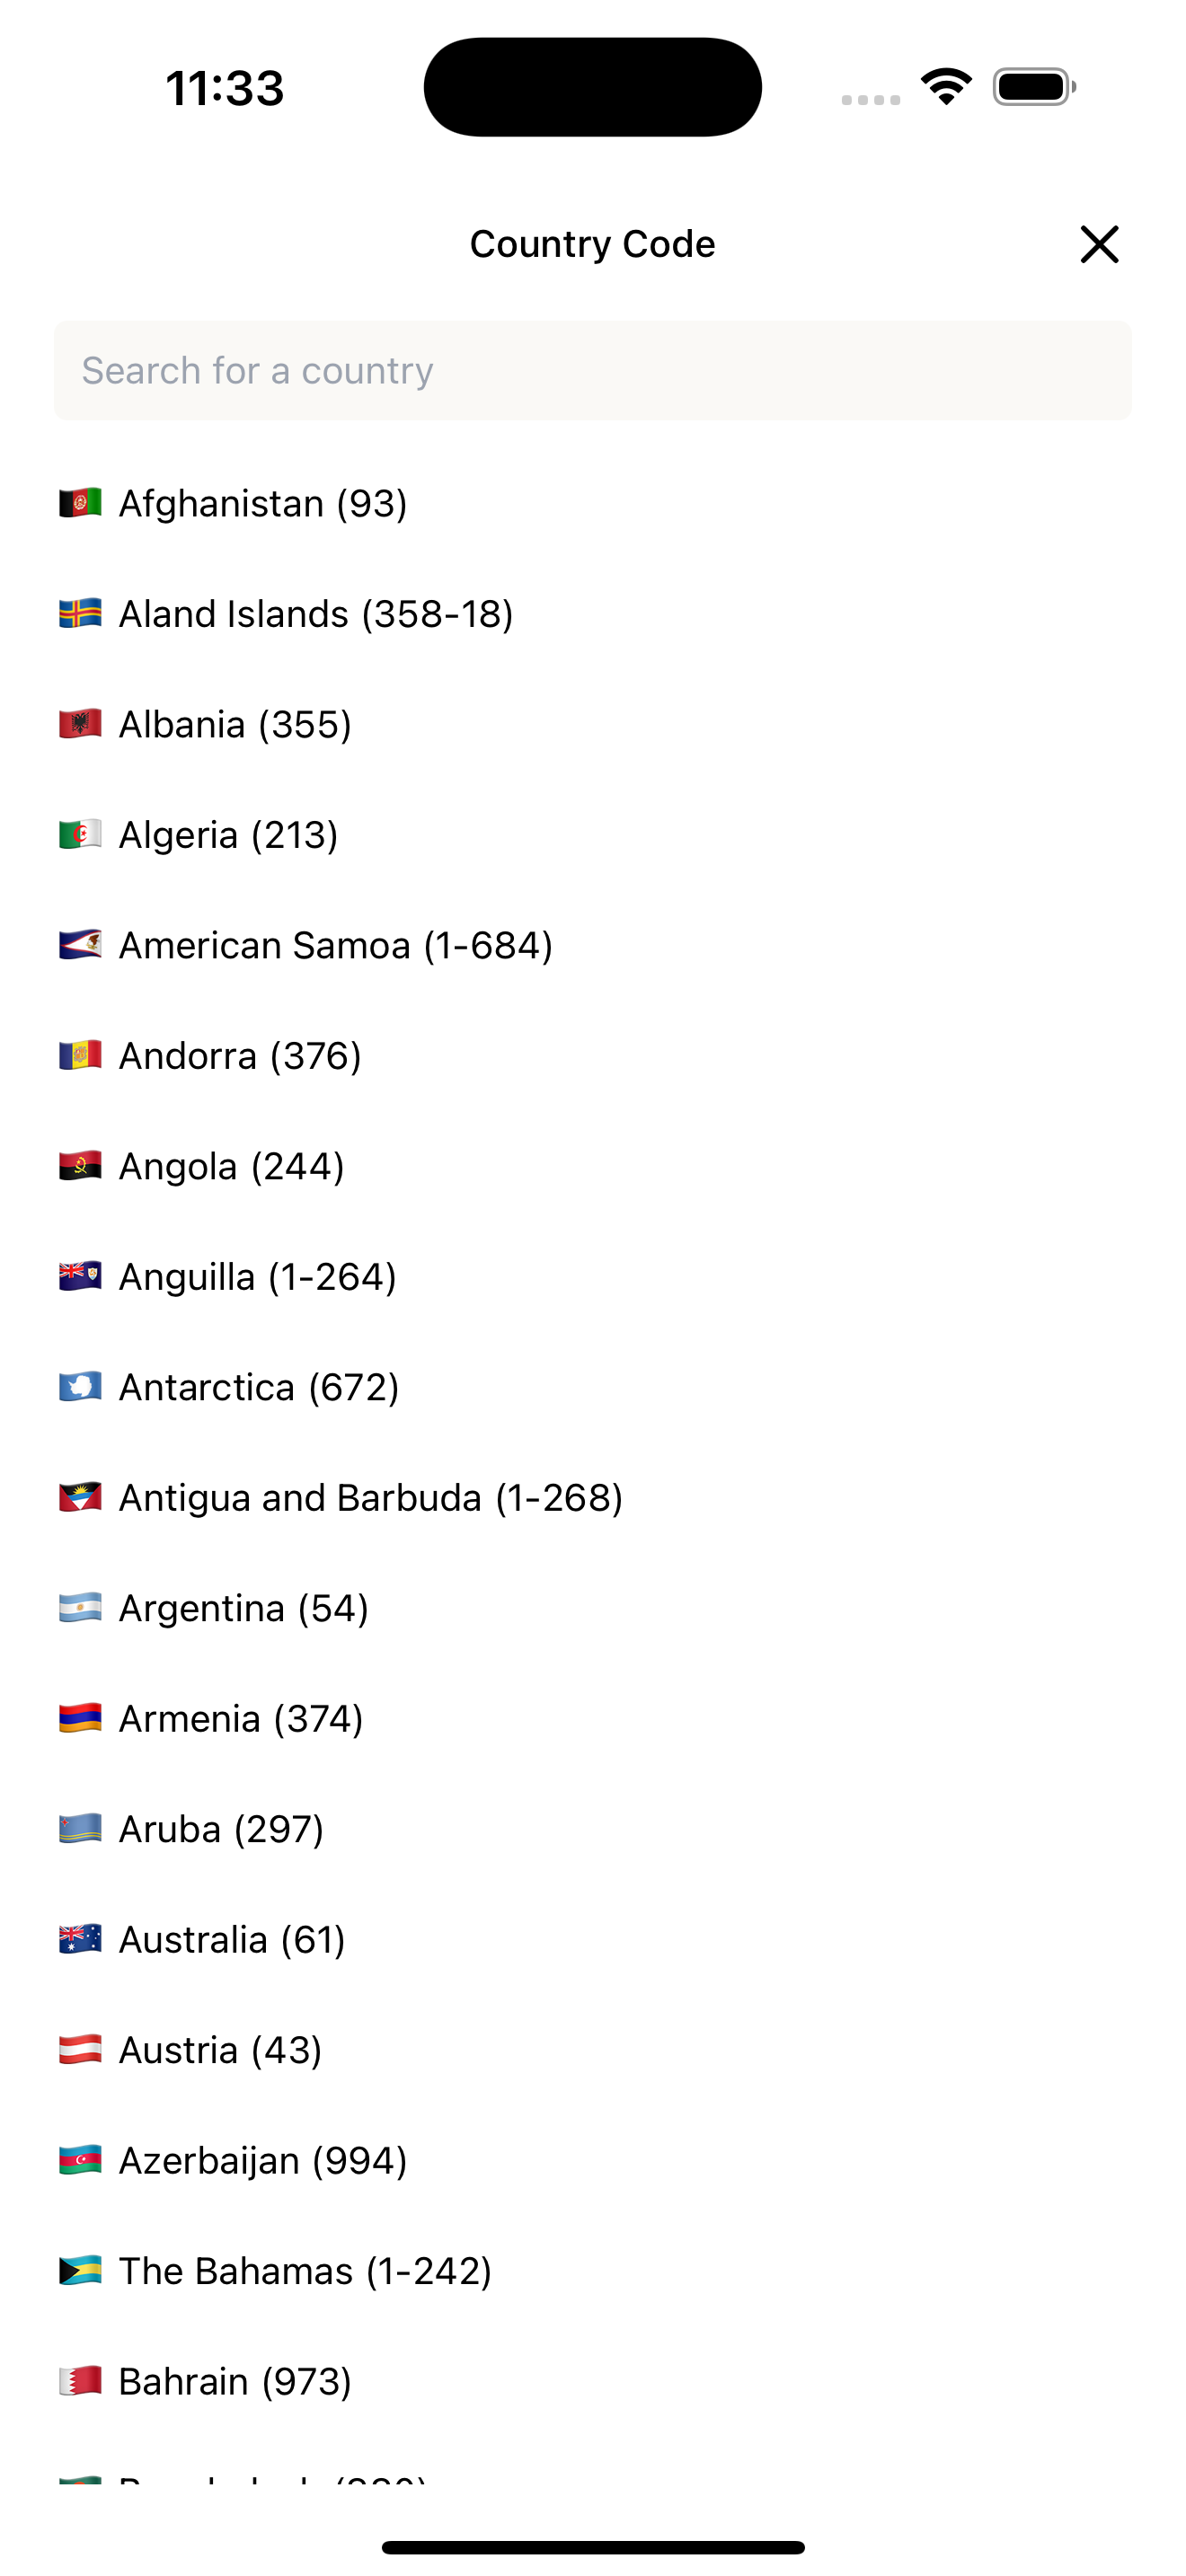 11:33
Country Code
Search for a country
Afghanistan (93)
Aland Islands (358-18)
Albania (355)
Algeria (213)
American Samoa (1-684)
Andorra (376)
Angola (244)
Anguilla (1-264)
Antarctica (672)
Antigua and Barbuda (1-268)
Argentina (54)
Armenia (374)
Aruba (297)
Australia (61)
Austria (43)
Azerbaijan (994)
The Bahamas (1-242)
Bahrain (973)